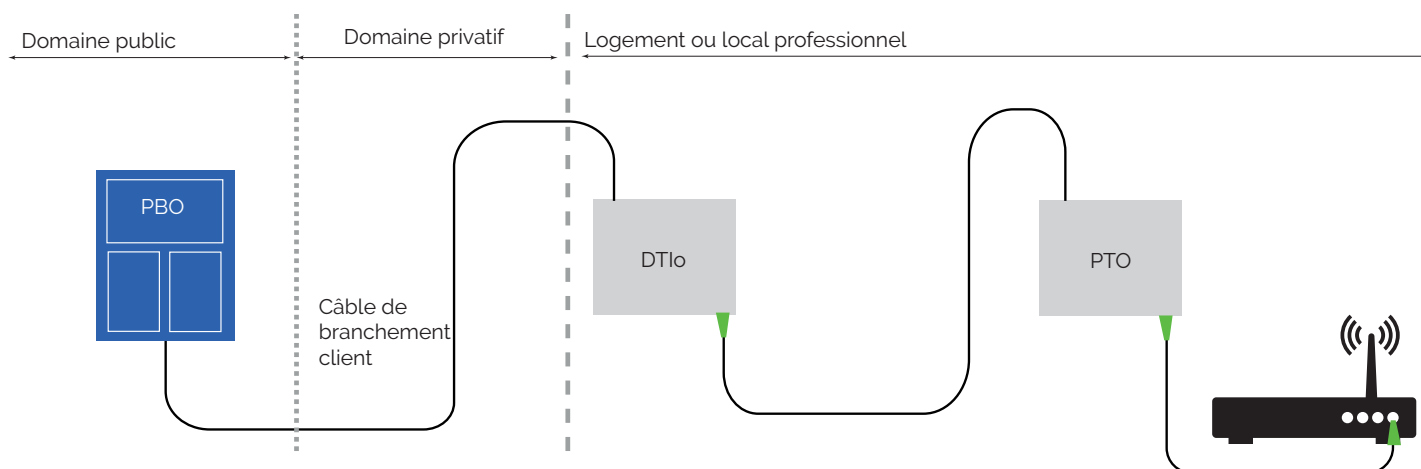 Domaine public
Domaine privatif
Logement ou local professionnel
PBO
DTIo
PTO
Câble de
branchement
client